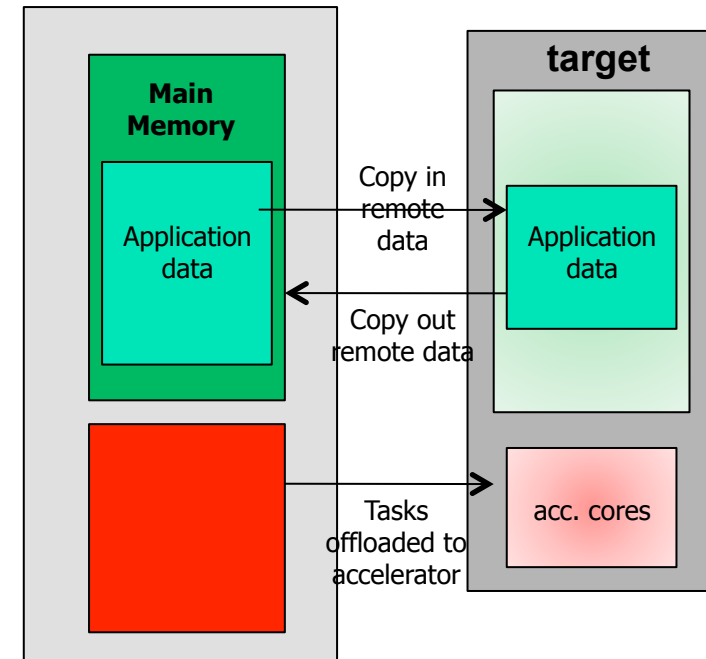 target
Main
Memory
Copy in
remote
data
Application
data
Application
data
Copy out
remote data
Tasks
offloaded to
accelerator
acc. cores